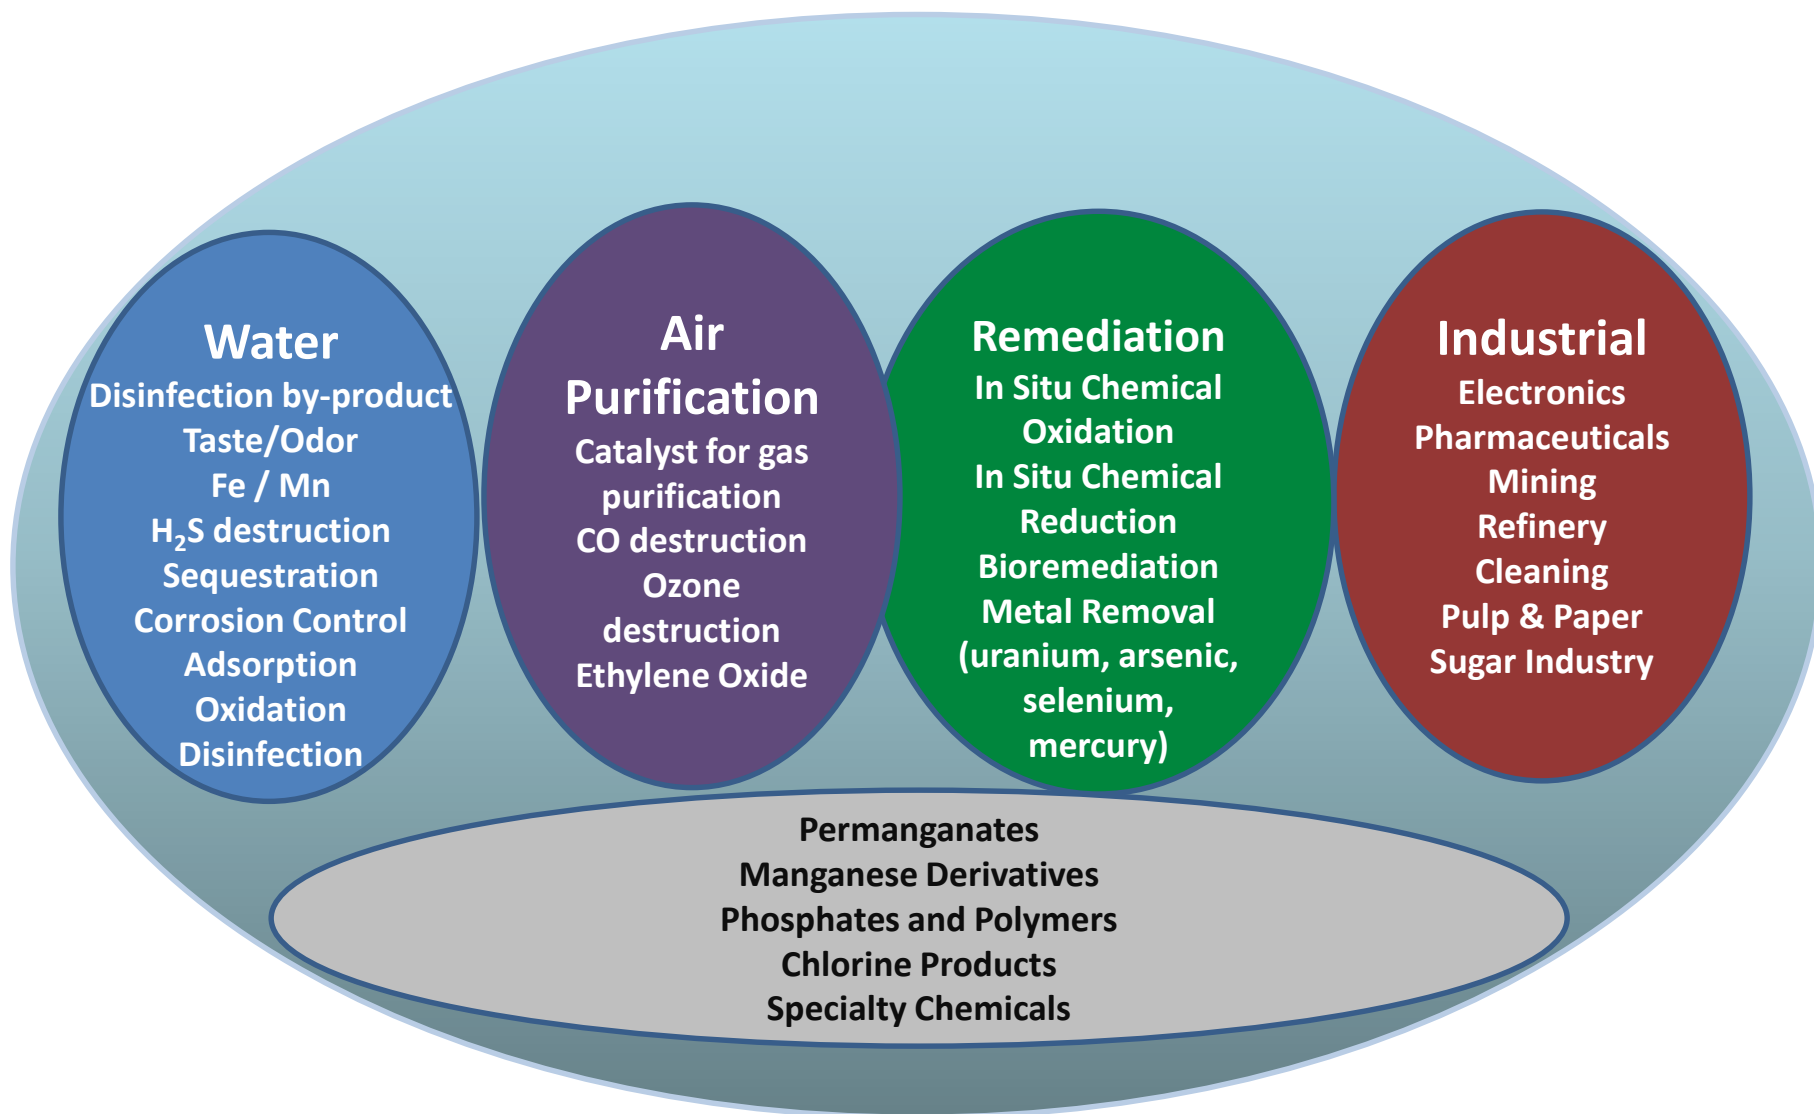 Water
Disinfection by-product
Taste/Odor
Fe / Mn
H₂S destruction
Sequestration
Corrosion Control
Adsorption
Oxidation
Disinfection
Air
Purification
Catalyst for gas
purification
CO destruction
Ozone
destruction
Ethylene Oxide
Remediation
In Situ Chemical
Oxidation
In Situ Chemical
Reduction
Bioremediation
Metal Removal
(uranium, arsenic,
selenium,
mercury)
Industrial
Electronics
Pharmaceuticals
Mining
Refinery
Cleaning
Pulp & Paper
Sugar Industry
Permanganates
Manganese Derivatives
Phosphates and Polymers
Chlorine Products
Specialty Chemicals